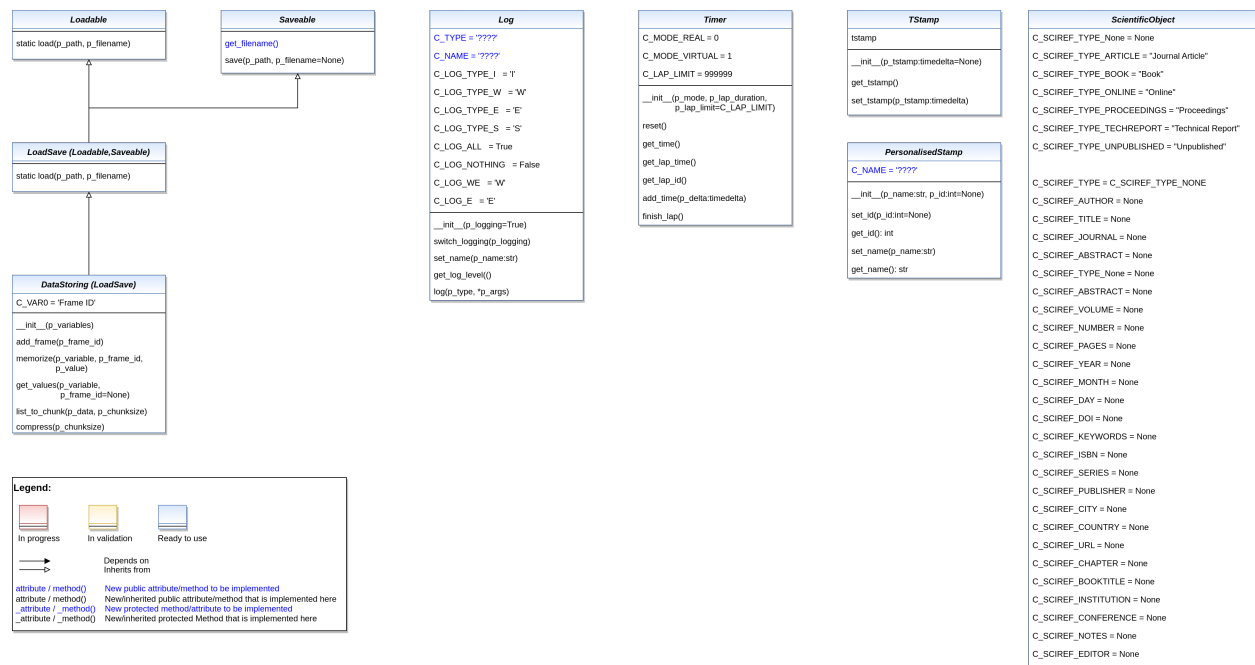 Loadable
static load(p_path, p_filename)
Saveable
get_filename()
save(p_path, p_filename=None)
LoadSave (Loadable,Saveable)
static load(p_path, p_filename)
DataStoring (LoadSave)
C_VAR0 = 'Frame ID'
__init__(p_variables)
add_frame(p_frame_id)
memorize(p_variable, p_frame_id,
p_value)
get_values(p_variable,
p_frame_id=None)
list_to_chunk(p_data, p_chunksize)
compress(p_chunksize)
Log
C_TYPE = '????'
C_NAME = '????'
C_LOG_TYPE_I = 'I'
C_LOG_TYPE_W = 'W'
C_LOG_TYPE_E = 'E'
C_LOG_TYPE_S = 'S'
C_LOG_ALL = True
C_LOG_NOTHING = False
C_LOG_WE = 'W'
C_LOG_E = 'E'
__init__(p_logging=True)
switch_logging(p_logging)
set_name(p_name:str)
get_log_level(()
log(p_type, *p_args)
Timer
C_MODE_REAL = 0
C_MODE_VIRTUAL = 1
C_LAP_LIMIT = 999999
__init__(p_mode, p_lap_duration,
p_lap_limit=C_LAP_LIMIT)
reset()
get_time()
get_lap_time()
get_lap_id()
add_time(p_delta:timedelta)
finish_lap()
TStamp
tstamp
__init__(p_tstamp:timedelta=None)
get_tstamp()
set_tstamp(p_tstamp:timedelta)
PersonalisedStamp
C_NAME = '????'
__init__(p_name:str, p_id:int=None)
set_id(p_id:int=None)
get_id(): int
set_name(p_name:str)
get_name(): str
ScientificObject
C_SCIREF_TYPE_None = None
C_SCIREF_TYPE_ARTICLE = "Journal Article"
C_SCIREF_TYPE_BOOK = "Book"
C_SCIREF_TYPE_ONLINE = "Online"
C_SCIREF_TYPE_PROCEEDINGS = "Proceedings"
C_SCIREF_TYPE_TECHREPORT = "Technical Report"
C_SCIREF_TYPE_UNPUBLISHED = "Unpublished"
C_SCIREF_TYPE = C_SCIREF_TYPE_NONE
C_SCIREF_AUTHOR = None
C_SCIREF_TITLE = None
C_SCIREF_JOURNAL = None
C_SCIREF_ABSTRACT = None
C_SCIREF_TYPE_None = None
C_SCIREF_ABSTRACT = None
C_SCIREF_VOLUME = None
C_SCIREF_NUMBER = None
C_SCIREF_PAGES = None
C_SCIREF_YEAR = None
C_SCIREF_MONTH = None
C_SCIREF_DAY = None
C_SCIREF_DOI = None
C_SCIREF_KEYWORDS = None
C_SCIREF_ISBN = None
C_SCIREF_SERIES = None
C_SCIREF_PUBLISHER = None
C_SCIREF_CITY = None
C_SCIREF_COUNTRY = None
C_SCIREF_URL = None
C_SCIREF_CHAPTER = None
C_SCIREF_BOOKTITLE = None
C_SCIREF_INSTITUTION = None
C_SCIREF_CONFERENCE = None
C_SCIREF_NOTES = None
C_SCIREF_EDITOR = None
Legend:
In progress
In validation
Ready to use
Depends on
Inherits from
attribute / method() New public attribute/method to be implemented
attribute / method() New/inherited public attribute/method that is implemented here
_attribute / _method() New protected method/attribute to be implemented
_attribute / _method() New/inherited protected Method that is implemented here